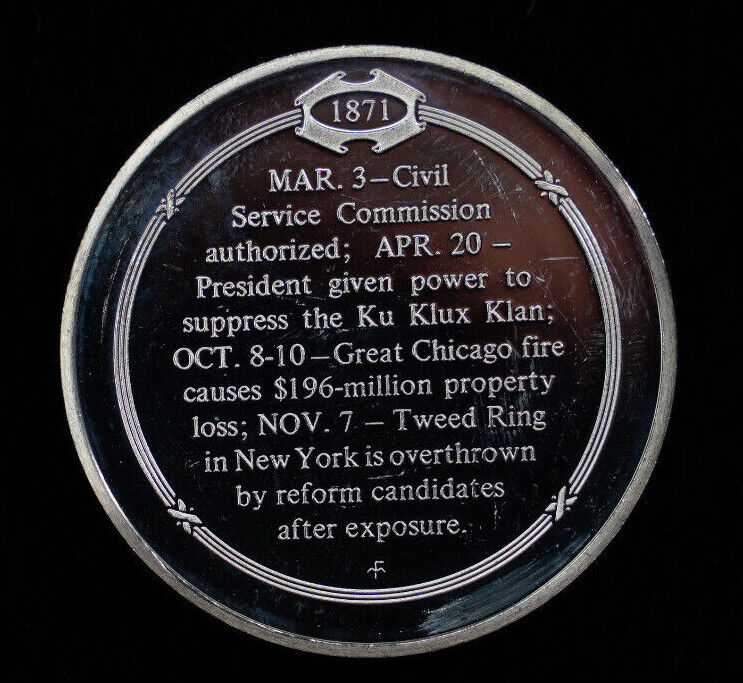 1871
MAR. 3–Civil
Service Commission
authorized; APR. 20 –
President given power to
suppress the Ku Klux Klan;
OCT. 8-10 – Great Chicago fire
causes $196-million property
loss; NOV. 7 – Tweed Ring
in New York is overthrown
by reform candidates
after exposure.